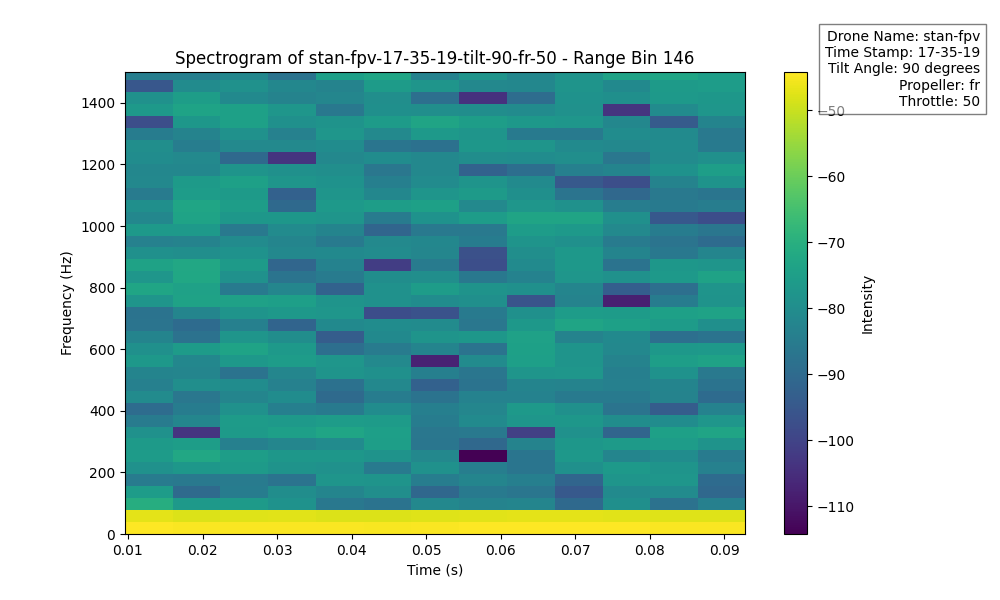 Drone Name: stan-fpv
Time Stamp: 17-35-19
Tilt Angle: 90 degrees
Propeller: fr
Throttle: 50
Spectrogram of stan-fpv-17-35-19-tilt-90-fr-50 - Range Bin 146
Frequency (Hz)
1400
1200
1000
800
600
400
200
0
0.01 0.02 0.03 0.04 0.05 0.06 0.07 0.08 0.09
Time (s)
−50
−60
−70
−80
−90
−100
−110
Intensity